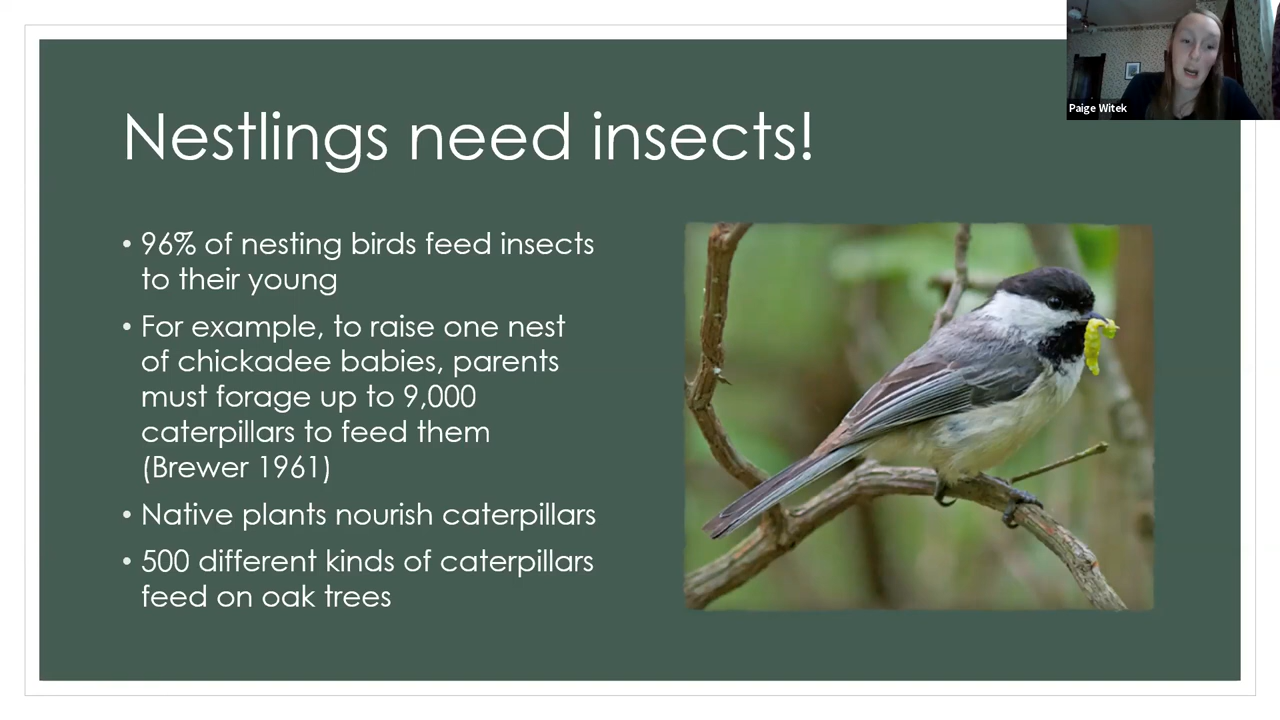 Paige Witek
Nestlings need insects!
• 96% of nesting birds feed insects
to their young
• For example, to raise one nest
of chickadee babies, parents
must forage up to 9,000
caterpillars to feed them
(Brewer 1961)
• Native plants nourish caterpillars
• 500 different kinds of caterpillars
feed on oak trees